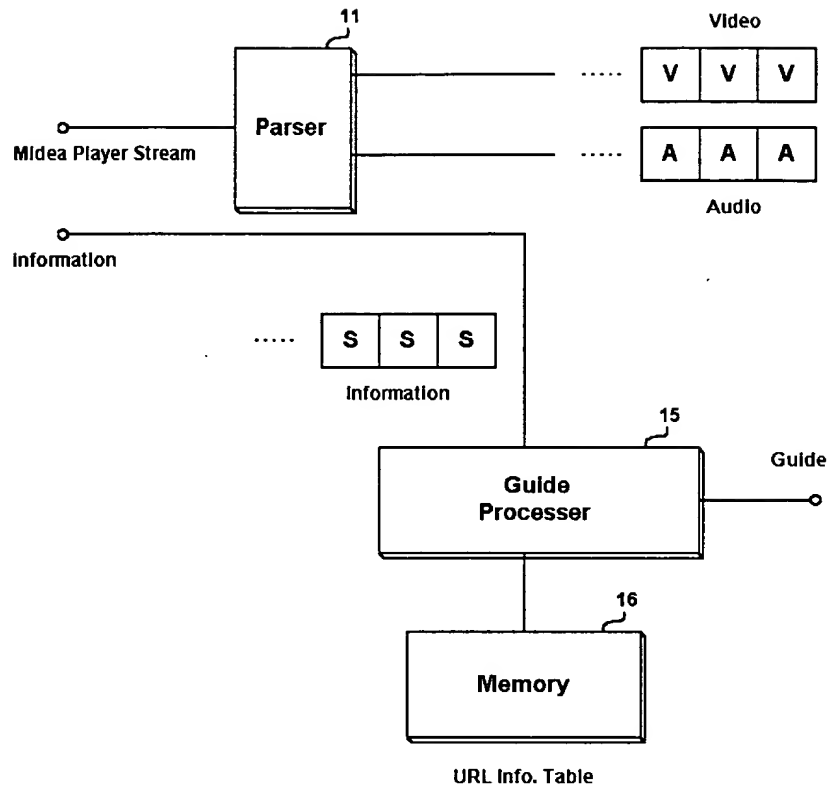 11
Video
Parser
V V V
Midea Player Stream
A A A
Audio
Information
S S S
Information
15
Guide
Guide
Processer
16
Memory
URL Info. Table